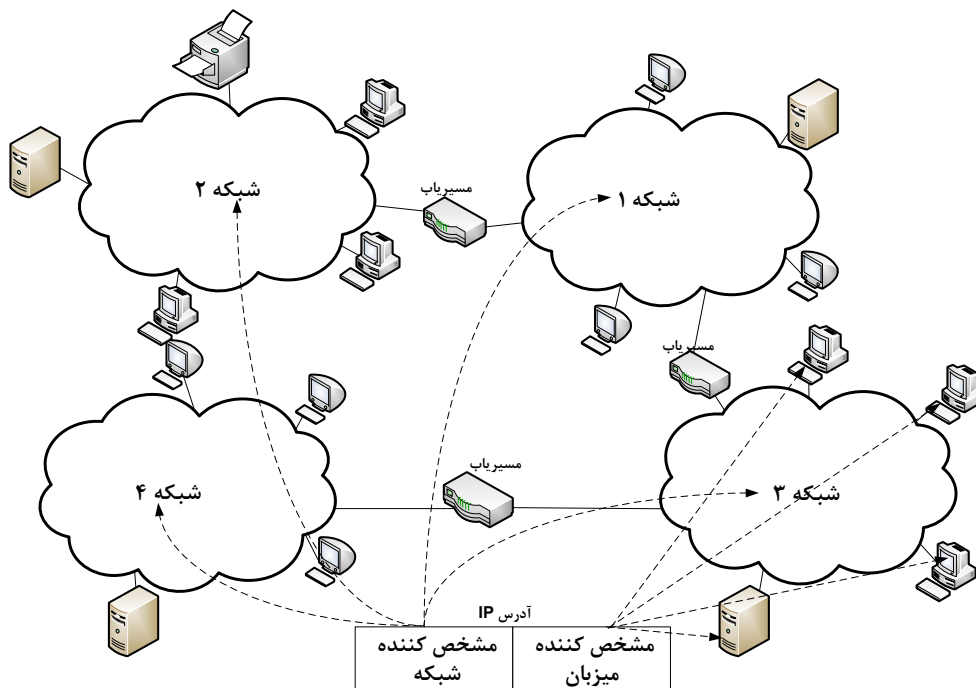 شبکه ۲
شبکه ۱
مسیریاب
مسیریاب
شبکه ۴
شبکه ۳
مسیریاب
آدرس IP
مشخص کننده
شبکه
مشخص کننده
میزبان